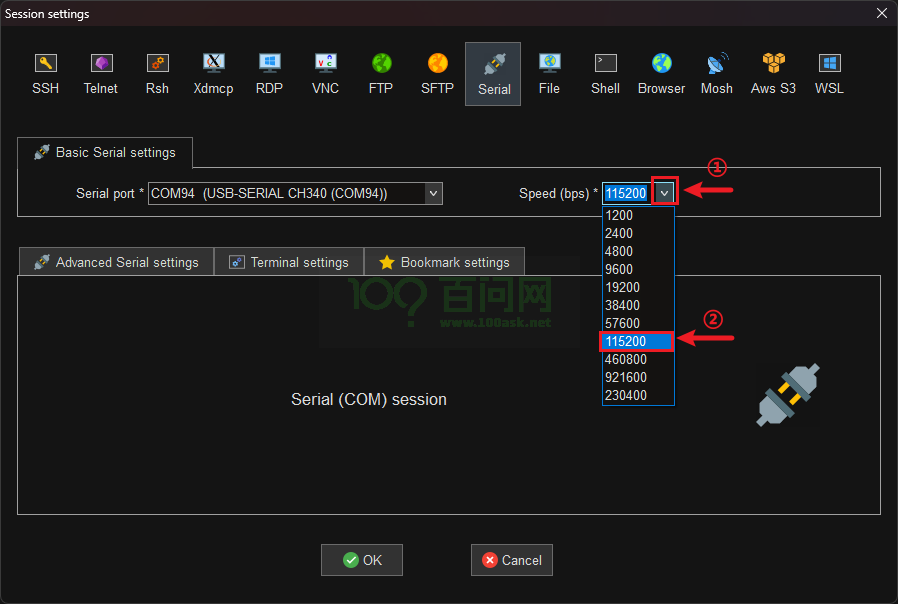 Session settings
SSH Telnet Rsh Xdmcp RDP VNC FTP SFTP Serial File Shell Browser Mosh Aws S3 WSL
Basic Serial settings
①
Serial port * COM94 (USB-SERIAL CH340 (COM94)) Speed (bps) * 115200
1200
2400
4800
9600
19200
38400
57600
115200
460800
921600
230400
②
Advanced Serial settings Terminal settings Bookmark settings
100? 百问网
www.100ask.net
Serial (COM) session
OK Cancel